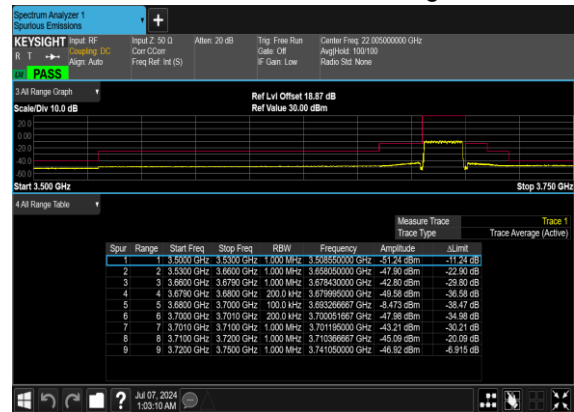 Spectrum Analyzer 1
Spurious Emissions
+
KEYSIGHT Input: RF
R T Coupling: DC
Align: Auto
PASS
Input Z: 50 Ω
Corr CCorr
Freq Ref: Int (S)
Atten: 20 dB
Trig: Free Run
Gate: Off
IF Gain: Low
Center Freq: 22.005000000 GHz
Avg|Hold: 100/100
Radio Std: None
3 All Range Graph
Scale/Div 10.0 dB
Ref Lvl Offset 18.87 dB
Ref Value 30.00 dBm
20.0
0.00
-20.0
-40.0
-60.0
Start 3.500 GHz Stop 3.750 GHz
4 All Range Table
Measure Trace Trace 1
Trace Type Trace Average (Active)
Spur Range Start Freq Stop Freq RBW Frequency Amplitude ΔLimit
1 1 3.5000 GHz 3.5300 GHz 1.000 MHz 3.508550000 GHz -51.24 dBm -11.24 dB
2 2 3.5300 GHz 3.6600 GHz 1.000 MHz 3.658050000 GHz -47.90 dBm -22.90 dB
3 3 3.6600 GHz 3.6790 GHz 1.000 MHz 3.678430000 GHz -42.80 dBm -29.80 dB
4 4 3.6790 GHz 3.6800 GHz 200.0 kHz 3.679995000 GHz -49.58 dBm -36.58 dB
5 5 3.6800 GHz 3.7000 GHz 100.0 kHz 3.693266667 GHz -8.473 dBm -38.47 dB
6 6 3.7000 GHz 3.7010 GHz 200.0 kHz 3.700051667 GHz -47.98 dBm -34.98 dB
7 7 3.7010 GHz 3.7100 GHz 1.000 MHz 3.701195000 GHz -43.21 dBm -30.21 dB
8 8 3.7100 GHz 3.7200 GHz 1.000 MHz 3.710366667 GHz -45.09 dBm -20.09 dB
9 9 3.7200 GHz 3.7500 GHz 1.000 MHz 3.741050000 GHz -46.92 dBm -6.915 dB
? Jul 07, 2024
1:03:10 AM